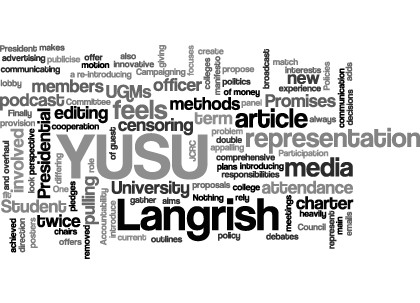 President makes
advertising publicise offer also giving
motion innovative focuses create
communicating a re-introducing Campaigning colleges propose match
lobby members UGMs officer manifesto politics broadcast interests new Policies
podcast Committee of money experience adds
Finally editing feels methods panel Promises
provision cooperation censoring term article always communication decisions
Presidential of guest JCRC problem double representation
and overhaul involved look perspective differing YUSU role appalling comprehensive Participation
plans introducing media
One pulling University proposals responsibilities
Student pledges Accountability gather aims Nothing college rely attendance
a achieved direction posters twice chairs offers removed introduce current Langrish meetings charter heavily
outlines policy debates Council represent main emails